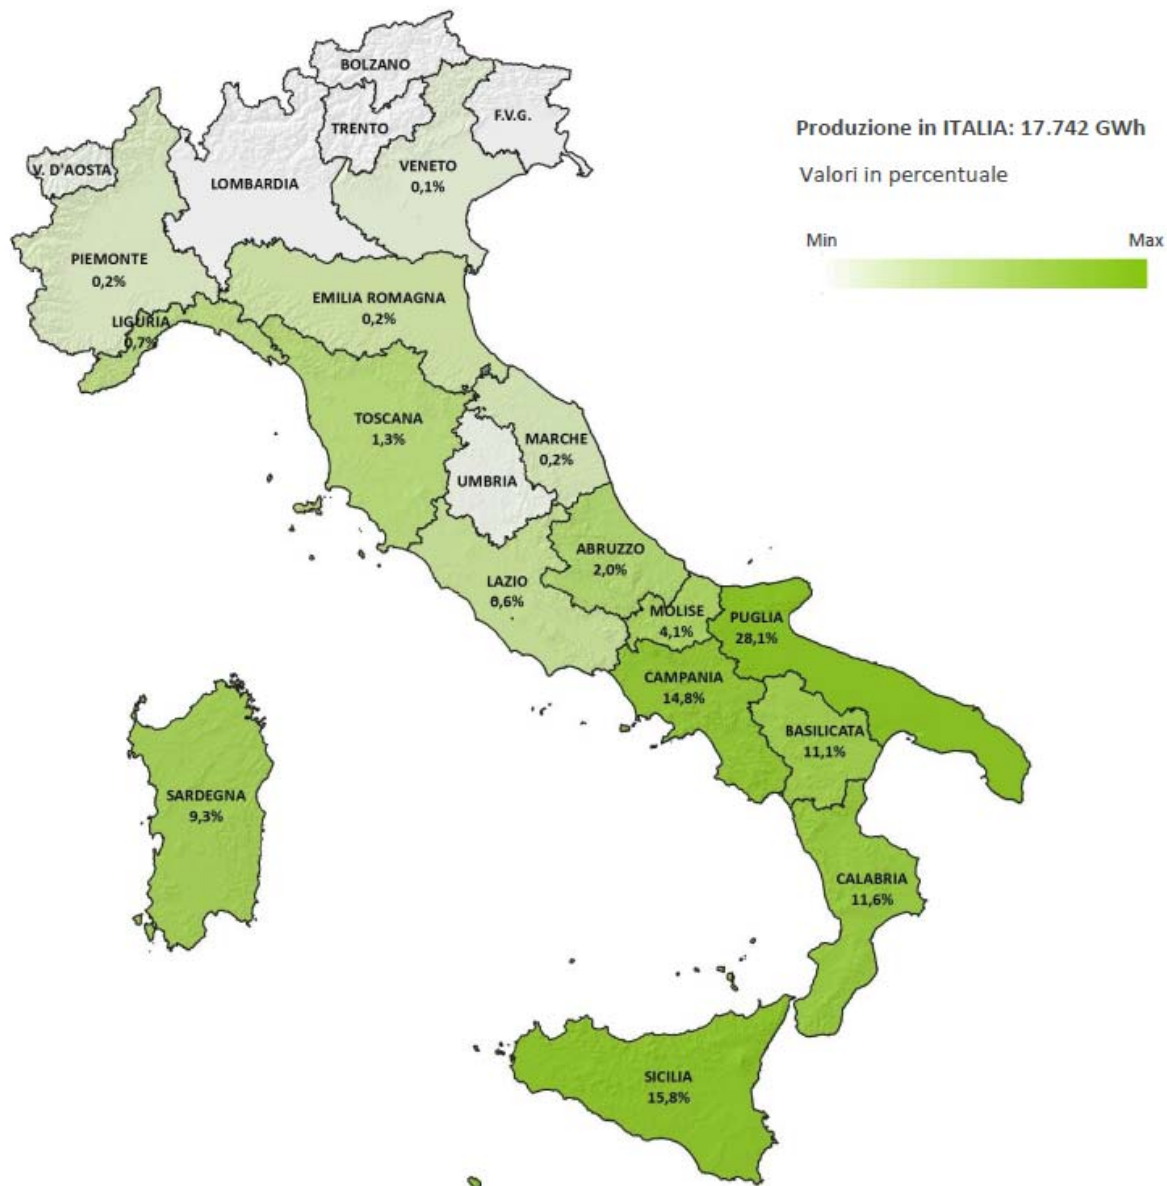 BOLZANO
TRENTO
F.V.G.
V. D'AOSTA
LOMBARDIA
VENETO
0,1%
Produzione in ITALIA: 17.742 GWh
Valori in percentuale
Min
Max
PIEMONTE
0,2%
EMILIA ROMAGNA
0,2%
LIGURIA
0,7%
TOSCANA
1,3%
MARCHE
0,2%
UMBRIA
ABRUZZO
2,0%
LAZIO
0,6%
MOLISE
4,1%
PUGLIA
28,1%
CAMPANIA
14,8%
BASILICATA
11,1%
SARDEGNA
9,3%
CALABRIA
11,6%
SICILIA
15,8%